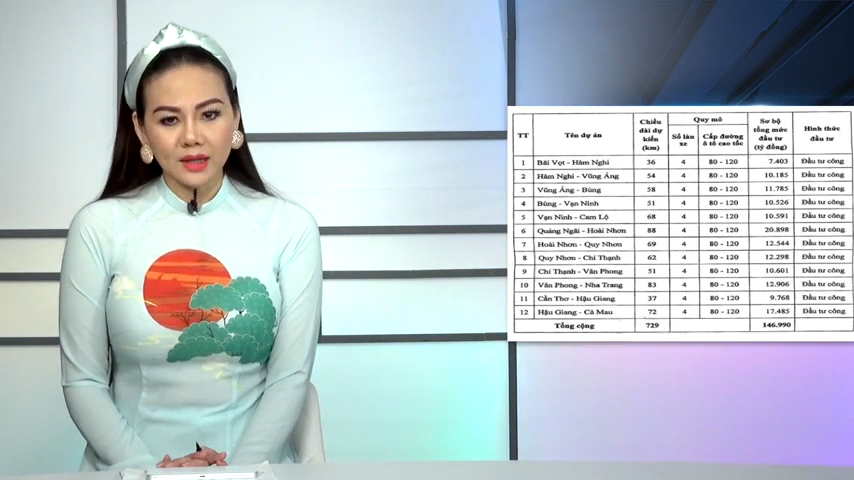 TT Tên dự án Chiều dài dự kiến (km) Quy mô Sơ bộ tổng mức đầu tư (tỷ đồng) Hình thức đầu tư
Số làn xe Cấp đường ô tô cao tốc
1 Bãi Vọt - Hàm Nghi 36 4 80 - 120 7.403 Đầu tư công
2 Hàm Nghi - Vũng Áng 54 4 80 - 120 10.185 Đầu tư công
3 Vũng Áng - Bùng 58 4 80 - 120 11.785 Đầu tư công
4 Bùng - Vạn Ninh 51 4 80 - 120 10.526 Đầu tư công
5 Vạn Ninh - Cam Lộ 68 4 80 - 120 10.591 Đầu tư công
6 Quảng Ngãi - Hoài Nhơn 88 4 80 - 120 20.898 Đầu tư công
7 Hoài Nhơn - Quy Nhơn 69 4 80 - 120 12.544 Đầu tư công
8 Quy Nhơn - Chí Thạnh 62 4 80 - 120 12.298 Đầu tư công
9 Chí Thạnh - Vân Phong 51 4 80 - 120 10.601 Đầu tư công
10 Vân Phong - Nha Trang 83 4 80 - 120 12.906 Đầu tư công
11 Cần Thơ - Hậu Giang 37 4 80 - 120 9.768 Đầu tư công
12 Hậu Giang - Cà Mau 72 4 80 - 120 17.485 Đầu tư công
Tổng cộng 729 146.990